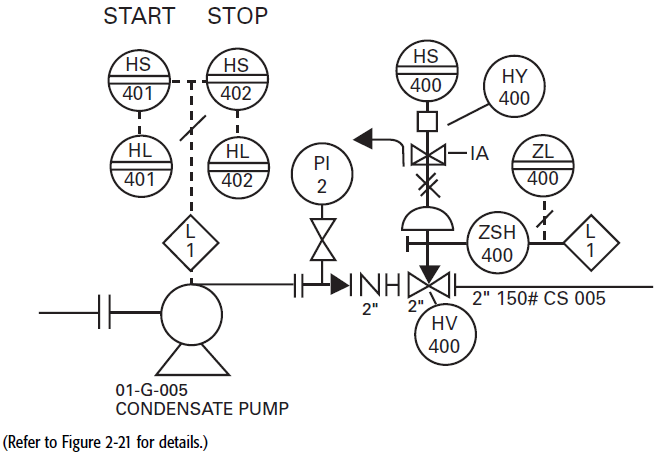 START STOP
HS
401
HS
402
HS
400
HY
400
HL
401
HL
402
PI
2
IA
ZL
400
L
1
ZSH
400
L
1
2"
2"
2" 150# CS 005
HV
400
01-G-005
CONDENSATE PUMP
(Refer to Figure 2-21 for details.)